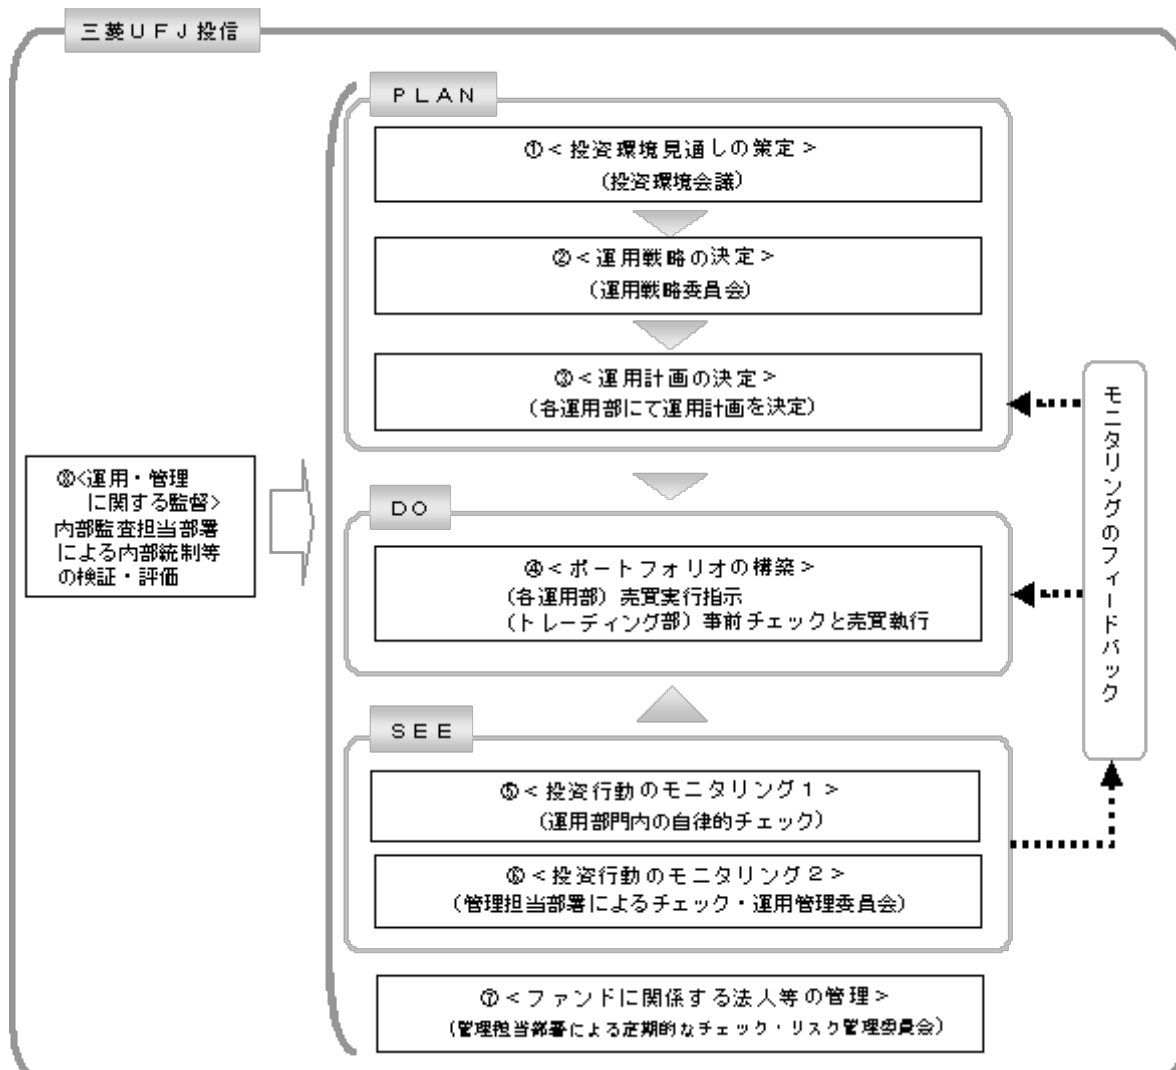 三菱UFJ投信
PLAN
①<投資環境見通しの策定>
(投資環境会議)
②<運用戦略の決定>
(運用戦略委員会)
③<運用計画の決定>
(各運用部にて運用計画を決定)
⑧<運用・管理
に関する監督>
内部監査担当部署
による内部統制等
の検証・評価
DO
④<ポートフォリオの構築>
(各運用部)売買実行指示
(トレーディング部)事前チェックと売買執行
モニタリングのフィードバック
SEE
⑤<投資行動のモニタリング1>
(運用部門内の自律的チェック)
⑥<投資行動のモニタリング2>
(管理担当部署によるチェック・運用管理委員会)
⑦<ファンドに関係する法人等の管理>
(管理担当部署による定期的なチェック・リスク管理委員会)